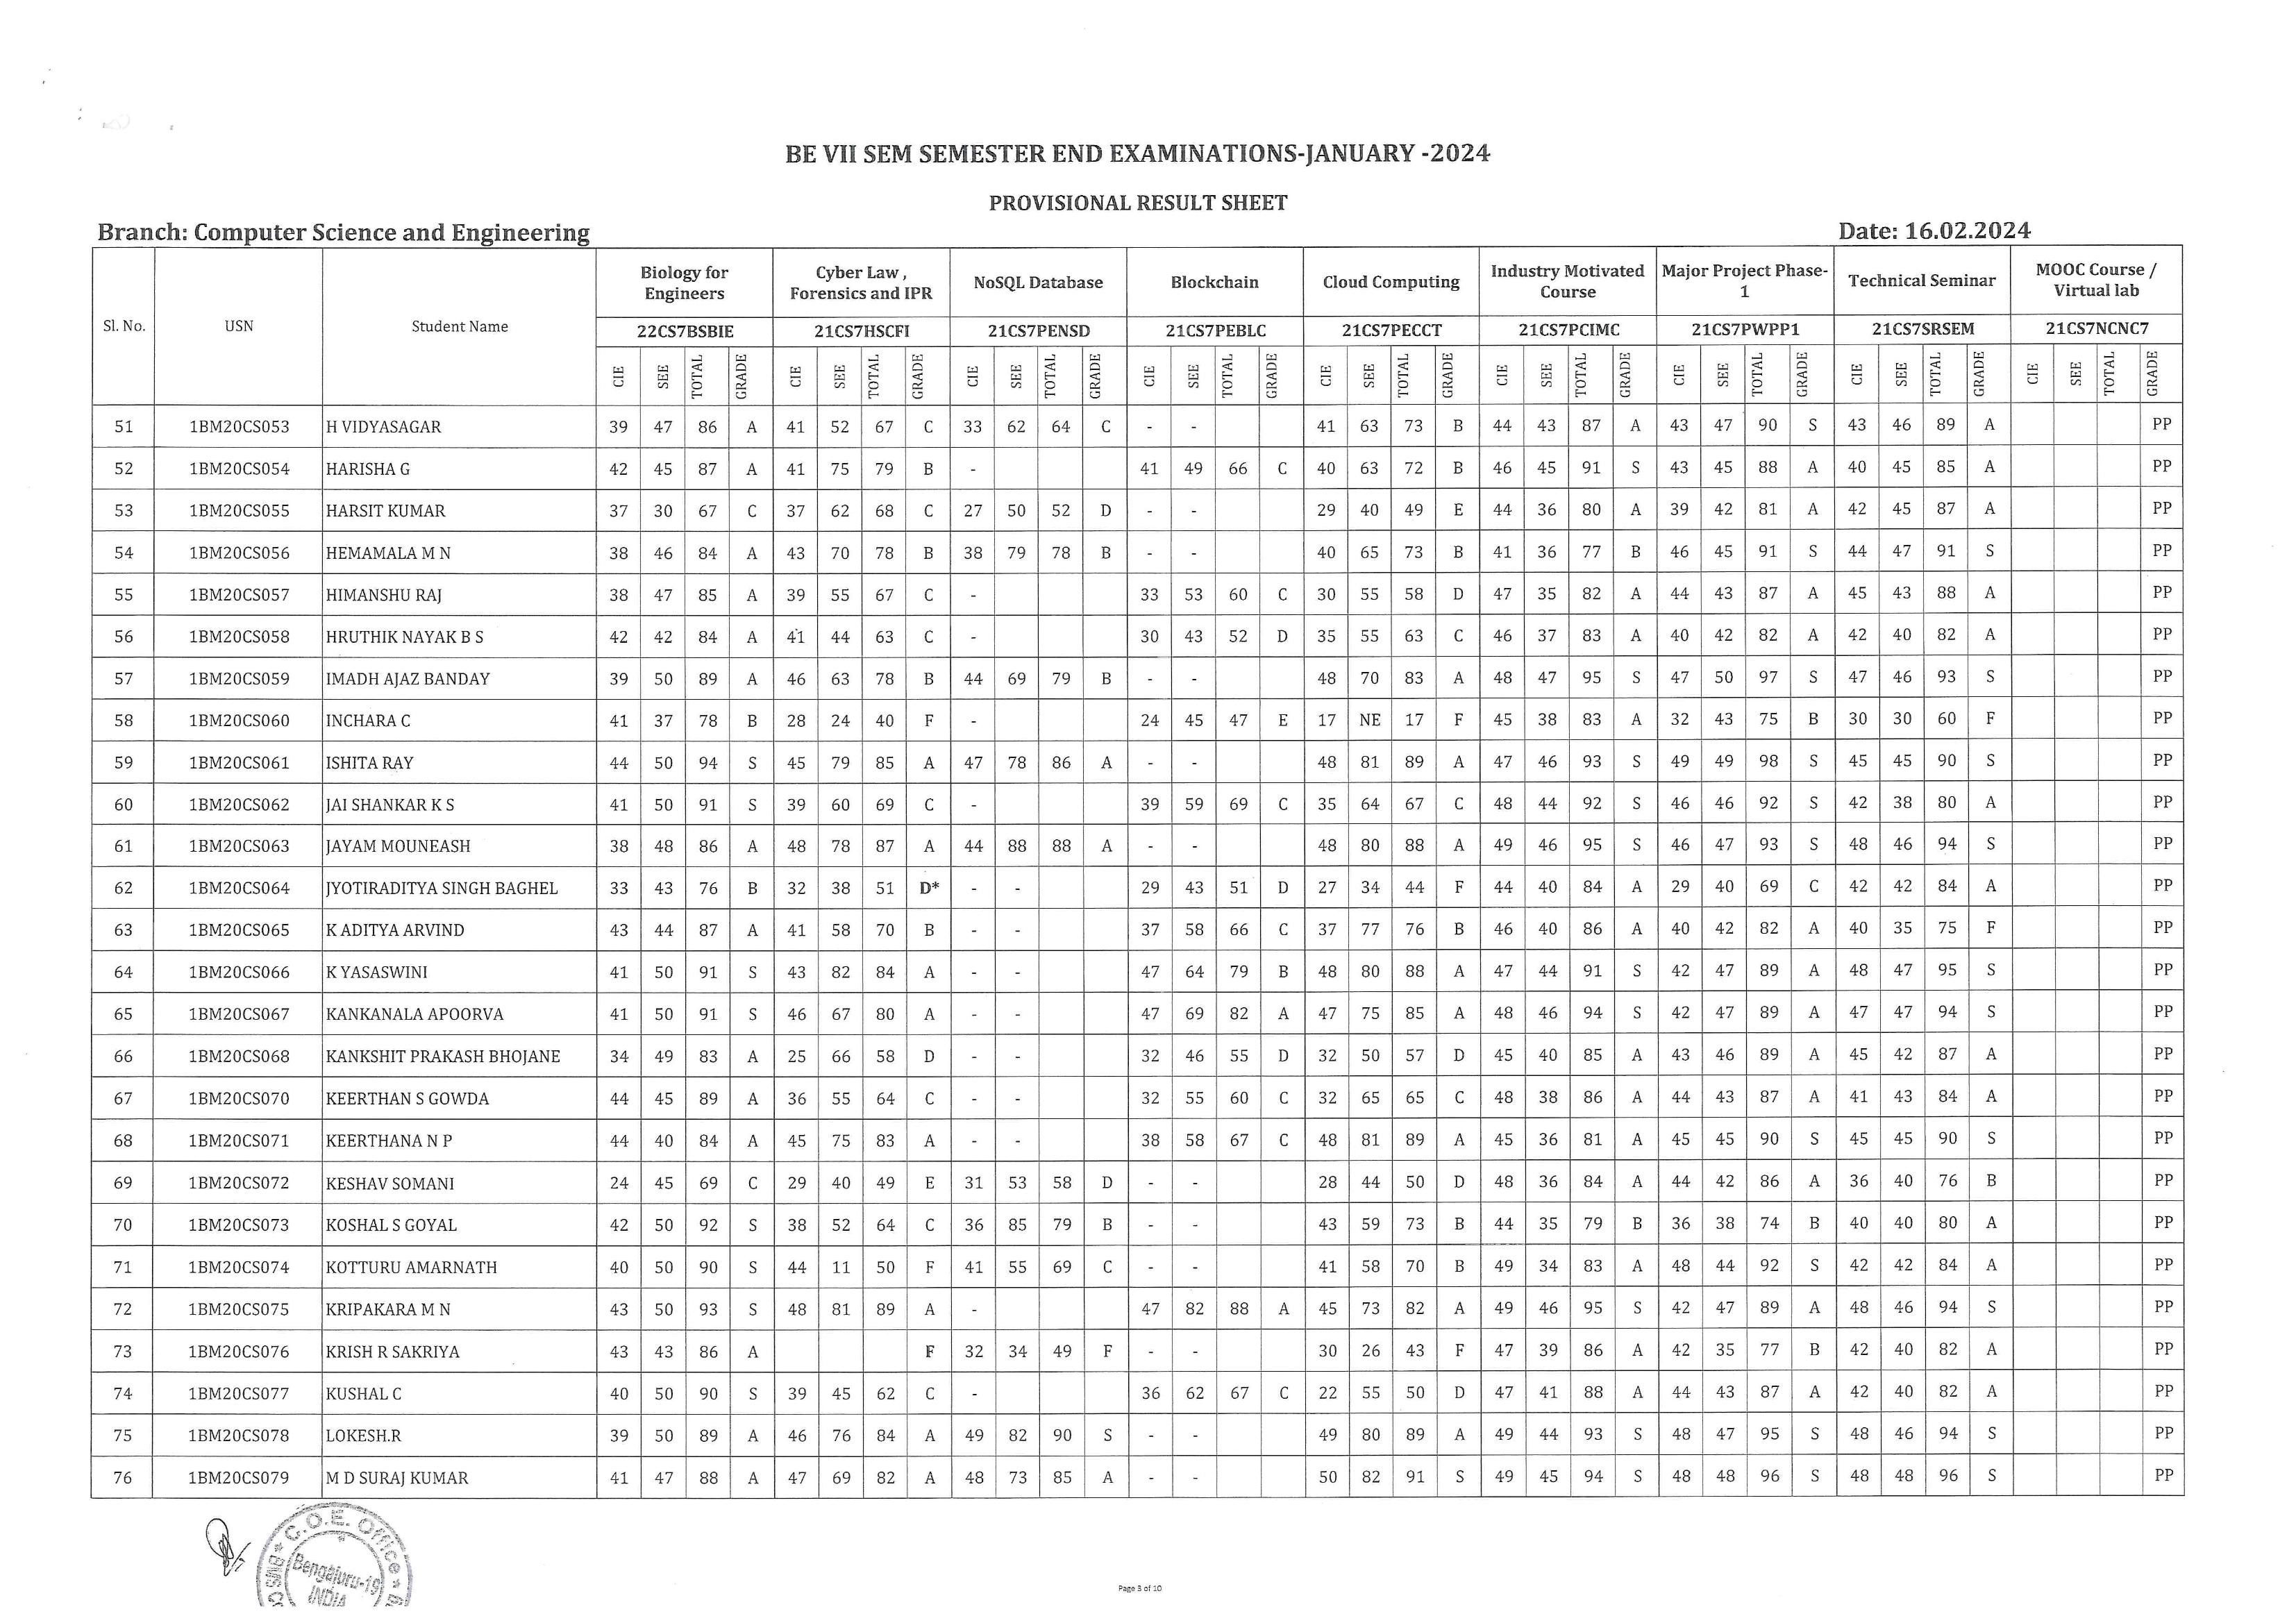 BE VII SEM SEMESTER END EXAMINATIONS-JANUARY -2024
PROVISIONAL RESULT SHEET
Branch: Computer Science and Engineering Date: 16.02.2024
Sl. No. USN Student Name Biology for Engineers Cyber Law , Forensics and IPR NoSQL Database Blockchain Cloud Computing Industry Motivated Course Major Project Phase-1 Technical Seminar MOOC Course / Virtual lab
22CS7BSBIE 21CS7HSCFI 21CS7PENSD 21CS7PEBLC 21CS7PECCT 21CS7PCIMC 21CS7PWPP1 21CS7SRSEM 21CS7NCNC7
CIE SEE TOTAL GRADE CIE SEE TOTAL GRADE CIE SEE TOTAL GRADE CIE SEE TOTAL GRADE CIE SEE TOTAL GRADE CIE SEE TOTAL GRADE CIE SEE TOTAL GRADE CIE SEE TOTAL GRADE CIE SEE TOTAL GRADE
51 1BM20CS053 H VIDYASAGAR 39 47 86 A 41 52 67 C 33 62 64 C - - 41 63 73 B 44 43 87 A 43 47 90 S 43 46 89 A PP
52 1BM20CS054 HARISHA G 42 45 87 A 41 75 79 B - 41 49 66 C 40 63 72 B 46 45 91 S 43 45 88 A 40 45 85 A PP
53 1BM20CS055 HARSIT KUMAR 37 30 67 C 37 62 68 C 27 50 52 D - - 29 40 49 E 44 36 80 A 39 42 81 A 42 45 87 A PP
54 1BM20CS056 HEMAMALA M N 38 46 84 A 43 70 78 B 38 79 78 B - - 40 65 73 B 41 36 77 B 46 45 91 S 44 47 91 S PP
55 1BM20CS057 HIMANSHU RAJ 38 47 85 A 39 55 67 C - 33 53 60 C 30 55 58 D 47 35 82 A 44 43 87 A 45 43 88 A PP
56 1BM20CS058 HRUTHIK NAYAK B S 42 42 84 A 41 44 63 C - 30 43 52 D 35 55 63 C 46 37 83 A 40 42 82 A 42 40 82 A PP
57 1BM20CS059 IMADH AJAZ BANDAY 39 50 89 A 46 63 78 B 44 69 79 B - - 48 70 83 A 48 47 95 S 47 50 97 S 47 46 93 S PP
58 1BM20CS060 INCHARA C 41 37 78 B 28 24 40 F - 24 45 47 E 17 NE 17 F 45 38 83 A 32 43 75 B 30 30 60 F PP
59 1BM20CS061 ISHITA RAY 44 50 94 S 45 79 85 A 47 78 86 A - - 48 81 89 A 47 46 93 S 49 49 98 S 45 45 90 S PP
60 1BM20CS062 JAI SHANKAR K S 41 50 91 S 39 60 69 C - 39 59 69 C 35 64 67 C 48 44 92 S 46 46 92 S 42 38 80 A PP
61 1BM20CS063 JAYAM MOUNEASH 38 48 86 A 48 78 87 A 44 88 88 A - - 48 80 88 A 49 46 95 S 46 47 93 S 48 46 94 S PP
62 1BM20CS064 JYOTIRADITYA SINGH BAGHEL 33 43 76 B 32 38 51 D* - - 29 43 51 D 27 34 44 F 44 40 84 A 29 40 69 C 42 42 84 A PP
63 1BM20CS065 K ADITYA ARVIND 43 44 87 A 41 58 70 B - - 37 58 66 C 37 77 76 B 46 40 86 A 40 42 82 A 40 35 75 F PP
64 1BM20CS066 K YASASWINI 41 50 91 S 43 82 84 A - - 47 64 79 B 48 80 88 A 47 44 91 S 42 47 89 A 48 47 95 S PP
65 1BM20CS067 KANKANALA APOORVA 41 50 91 S 46 67 80 A - - 47 69 82 A 47 75 85 A 48 46 94 S 42 47 89 A 47 47 94 S PP
66 1BM20CS068 KANKSHIT PRAKASH BHOJANE 34 49 83 A 25 66 58 D - - 32 46 55 D 32 50 57 D 45 40 85 A 43 46 89 A 45 42 87 A PP
67 1BM20CS070 KEERTHAN S GOWDA 44 45 89 A 36 55 64 C - - 32 55 60 C 32 65 65 C 48 38 86 A 44 43 87 A 41 43 84 A PP
68 1BM20CS071 KEERTHANA N P 44 40 84 A 45 75 83 A - - 38 58 67 C 48 81 89 A 45 36 81 A 45 45 90 S 45 45 90 S PP
69 1BM20CS072 KESHAV SOMANI 24 45 69 C 29 40 49 E 31 53 58 D - - 28 44 50 D 48 36 84 A 44 42 86 A 36 40 76 B PP
70 1BM20CS073 KOSHAL S GOYAL 42 50 92 S 38 52 64 C 36 85 79 B - - 43 59 73 B 44 35 79 B 36 38 74 B 40 40 80 A PP
71 1BM20CS074 KOTTURU AMARNATH 40 50 90 S 44 11 50 F 41 55 69 C - - 41 58 70 B 49 34 83 A 48 44 92 S 42 42 84 A PP
72 1BM20CS075 KRIPAKARA M N 43 50 93 S 48 81 89 A - 47 82 88 A 45 73 82 A 49 46 95 S 42 47 89 A 48 46 94 S PP
73 1BM20CS076 KRISH R SAKRIYA 43 43 86 A F 32 34 49 F - - 30 26 43 F 47 39 86 A 42 35 77 B 42 40 82 A PP
74 1BM20CS077 KUSHAL C 40 50 90 S 39 45 62 C - 36 62 67 C 22 55 50 D 47 41 88 A 44 43 87 A 42 40 82 A PP
75 1BM20CS078 LOKESH.R 39 50 89 A 46 76 84 A 49 82 90 S - - 49 80 89 A 49 44 93 S 48 47 95 S 48 46 94 S PP
76 1BM20CS079 M D SURAJ KUMAR 41 47 88 A 47 69 82 A 48 73 85 A - - 50 82 91 S 49 45 94 S 48 48 96 S 48 48 96 S PP
C.O.E. Office
Bengaluru-19
INDIA
Page 3 of 10